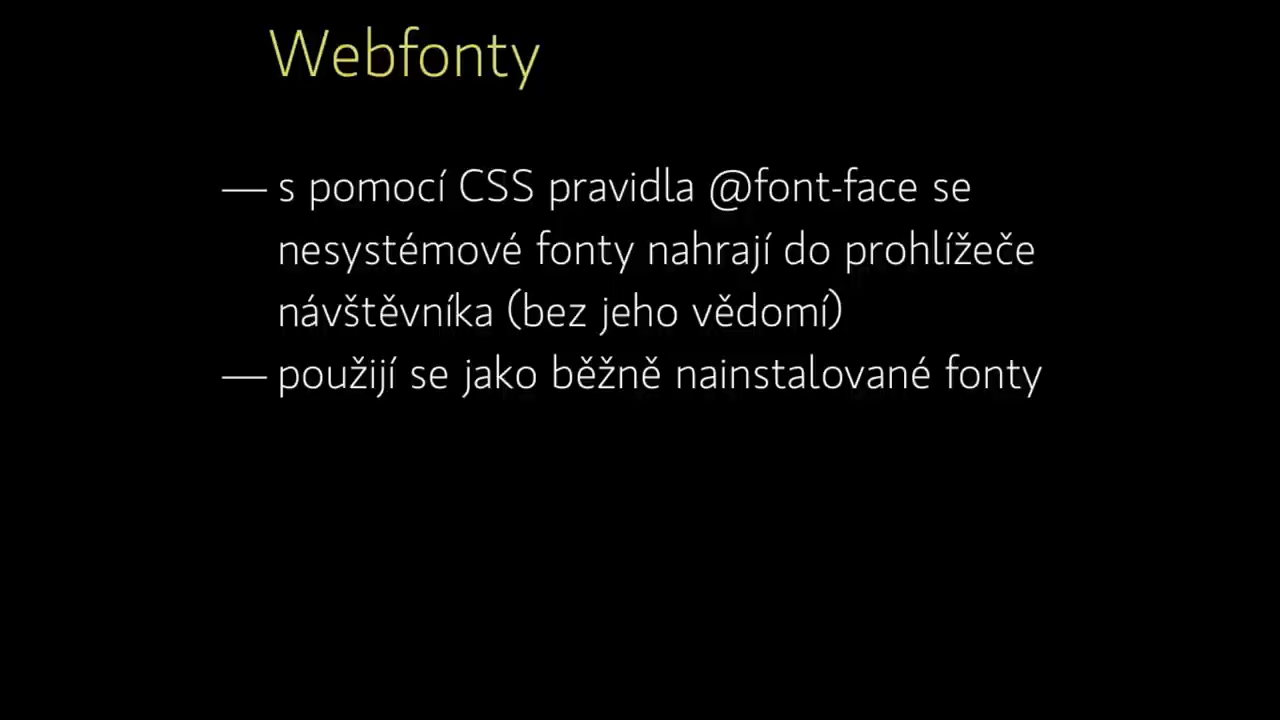 Webfonty
— s pomocí CSS pravidla @font-face se
nesystémové fonty nahrají do prohlížeče
návštěvníka (bez jeho vědomí)
— použijí se jako běžně nainstalované fonty